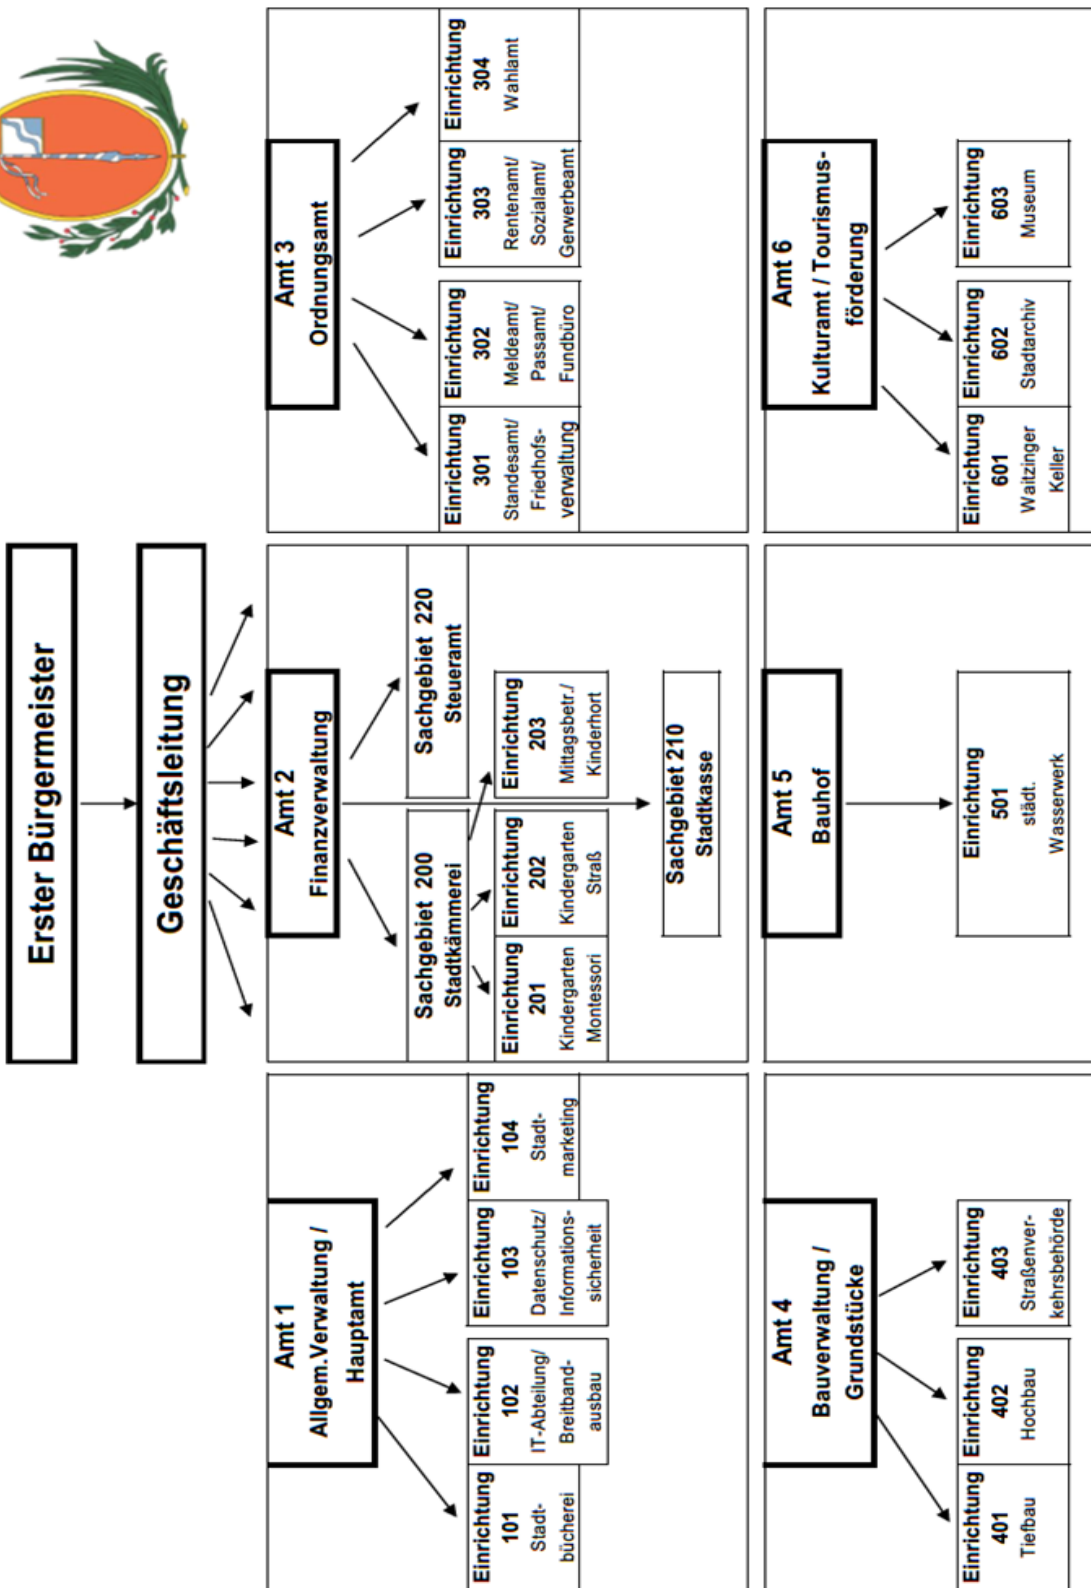 Erster Bürgermeister
Geschäftsleitung
Amt 1
Allgem.Verwaltung /
Hauptamt
Einrichtung
101
Stadt-
bücherei
Einrichtung
102
IT-Abteilung/
Breitband-
ausbau
Einrichtung
103
Datenschutz/
Informations-
sicherheit
Einrichtung
104
Stadt-
marketing
Amt 2
Finanzverwaltung
Sachgebiet 200
Stadtkämmerei
Sachgebiet 220
Steueramt
Einrichtung
201
Kindergarten
Montessori
Einrichtung
202
Kindergarten
Straß
Einrichtung
203
Mittagsbetr./
Kinderhort
Sachgebiet 210
Stadtkasse
Amt 3
Ordnungsamt
Einrichtung
301
Standesamt/
Friedhofs-
verwaltung
Einrichtung
302
Meldeamt/
Passamt/
Fundbüro
Einrichtung
303
Rentenamt/
Sozialamt/
Gerwerbeamt
Einrichtung
304
Wahlamt
Amt 4
Bauverwaltung /
Grundstücke
Einrichtung
401
Tiefbau
Einrichtung
402
Hochbau
Einrichtung
403
Straßenver-
kehrsbehörde
Amt 5
Bauhof
Einrichtung
501
städt.
Wasserwerk
Amt 6
Kulturamt / Tourismus-
förderung
Einrichtung
601
Waitzinger
Keller
Einrichtung
602
Stadtarchiv
Einrichtung
603
Museum